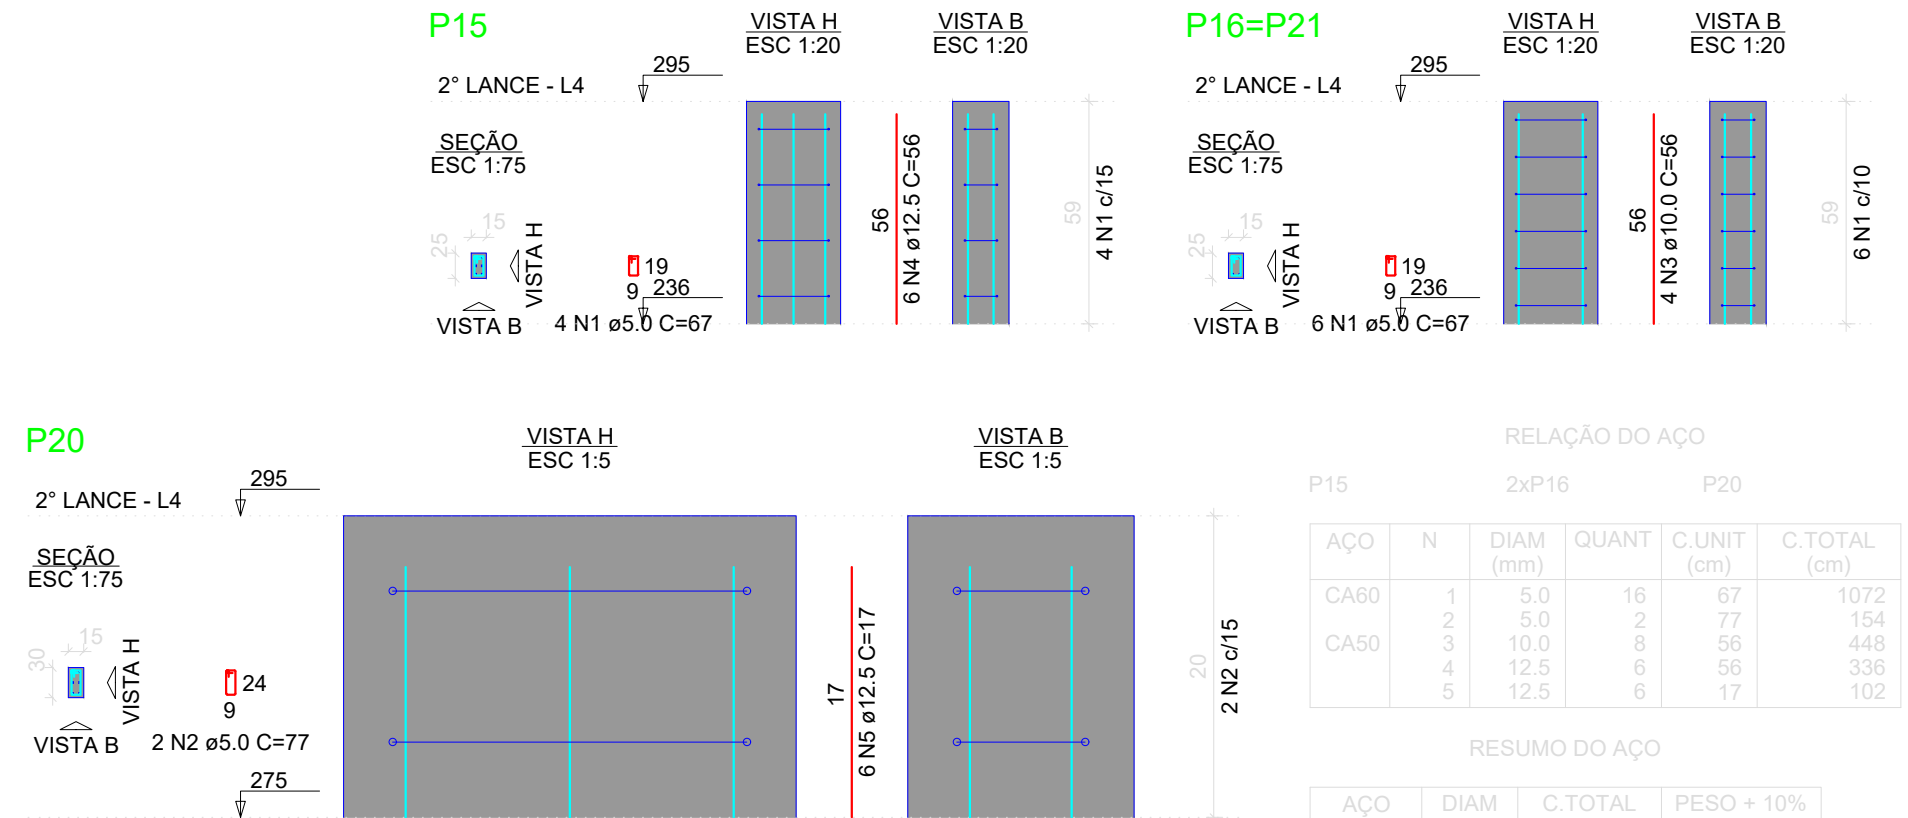 P15
VISTA H
ESC 1:20
VISTA B
ESC 1:20
2° LANCE - L4
295
SEÇÃO
ESC 1:75
15
25
VISTA H
VISTA B
19
9
236
4 N1 ø5.0 C=67
56
6 N4 ø12.5 C=56
59
4 N1 c/15
P16=P21
VISTA H
ESC 1:20
VISTA B
ESC 1:20
2° LANCE - L4
295
SEÇÃO
ESC 1:75
15
25
VISTA H
VISTA B
19
9
236
6 N1 ø5.0 C=67
56
4 N3 ø10.0 C=56
59
6 N1 c/10
P20
VISTA H
ESC 1:5
VISTA B
ESC 1:5
2° LANCE - L4
295
SEÇÃO
ESC 1:75
15
30
VISTA H
VISTA B
24
9
2 N2 ø5.0 C=77
275
17
6 N5 ø12.5 C=17
20
2 N2 c/15
RELAÇÃO DO AÇO
P15 2xP16 P20
AÇO N DIAM QUANT C.UNIT C.TOTAL
(mm) (cm) (cm)
CA60 1 5.0 16 67 1072
2 5.0 2 77 154
CA50 3 10.0 8 56 448
4 12.5 6 56 336
5 12.5 6 17 102
RESUMO DO AÇO
AÇO DIAM C.TOTAL PESO + 10%